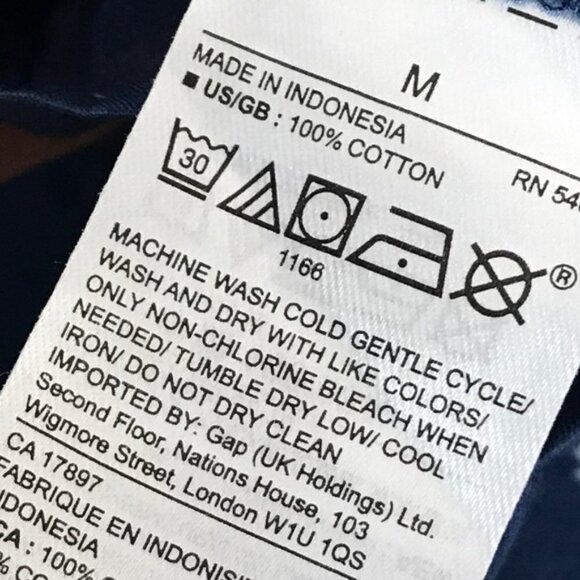 M
MADE IN INDONESIA
■ US/GB : 100% COTTON
RN 54
30
®
1166
MACHINE WASH COLD GENTLE CYCLE/
WASH AND DRY WITH LIKE COLORS/
ONLY NON-CHLORINE BLEACH WHEN
NEEDED/ TUMBLE DRY LOW/ COOL
IRON/ DO NOT DRY CLEAN
IMPORTED BY: Gap (UK Holdings) Ltd.
Second Floor, Nations House, 103
Wigmore Street, London W1U 1QS
CA 17897
FABRIQUE EN INDONISI
NDONESIA
CA : 100%
% CO